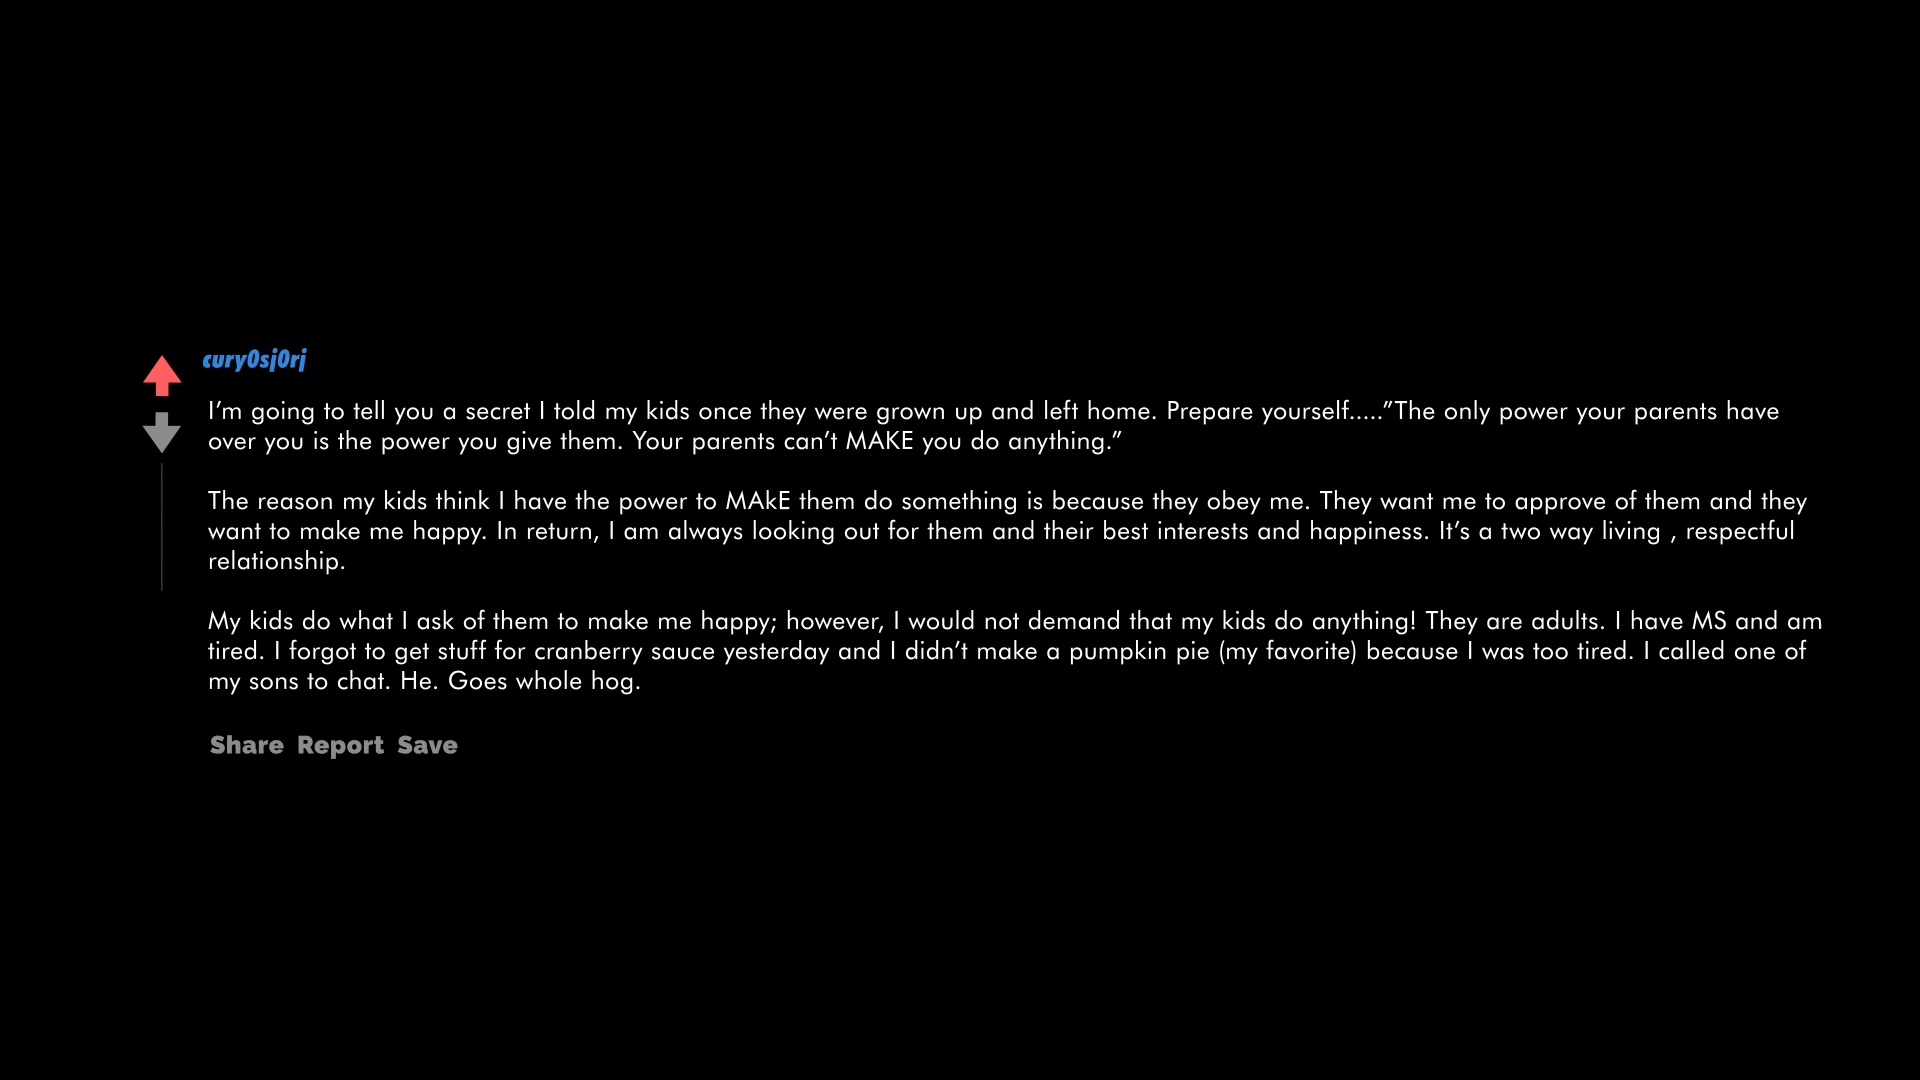 cury0sj0rj
I’m going to tell you a secret I told my kids once they were grown up and left home. Prepare yourself.....”The only power your parents have
over you is the power you give them. Your parents can’t MAKE you do anything.”
The reason my kids think I have the power to MAkE them do something is because they obey me. They want me to approve of them and they
want to make me happy. In return, I am always looking out for them and their best interests and happiness. It’s a two way living , respectful
relationship.
My kids do what I ask of them to make me happy; however, I would not demand that my kids do anything! They are adults. I have MS and am
tired. I forgot to get stuff for cranberry sauce yesterday and I didn’t make a pumpkin pie (my favorite) because I was too tired. I called one of
my sons to chat. He. Goes whole hog.
Share Report Save